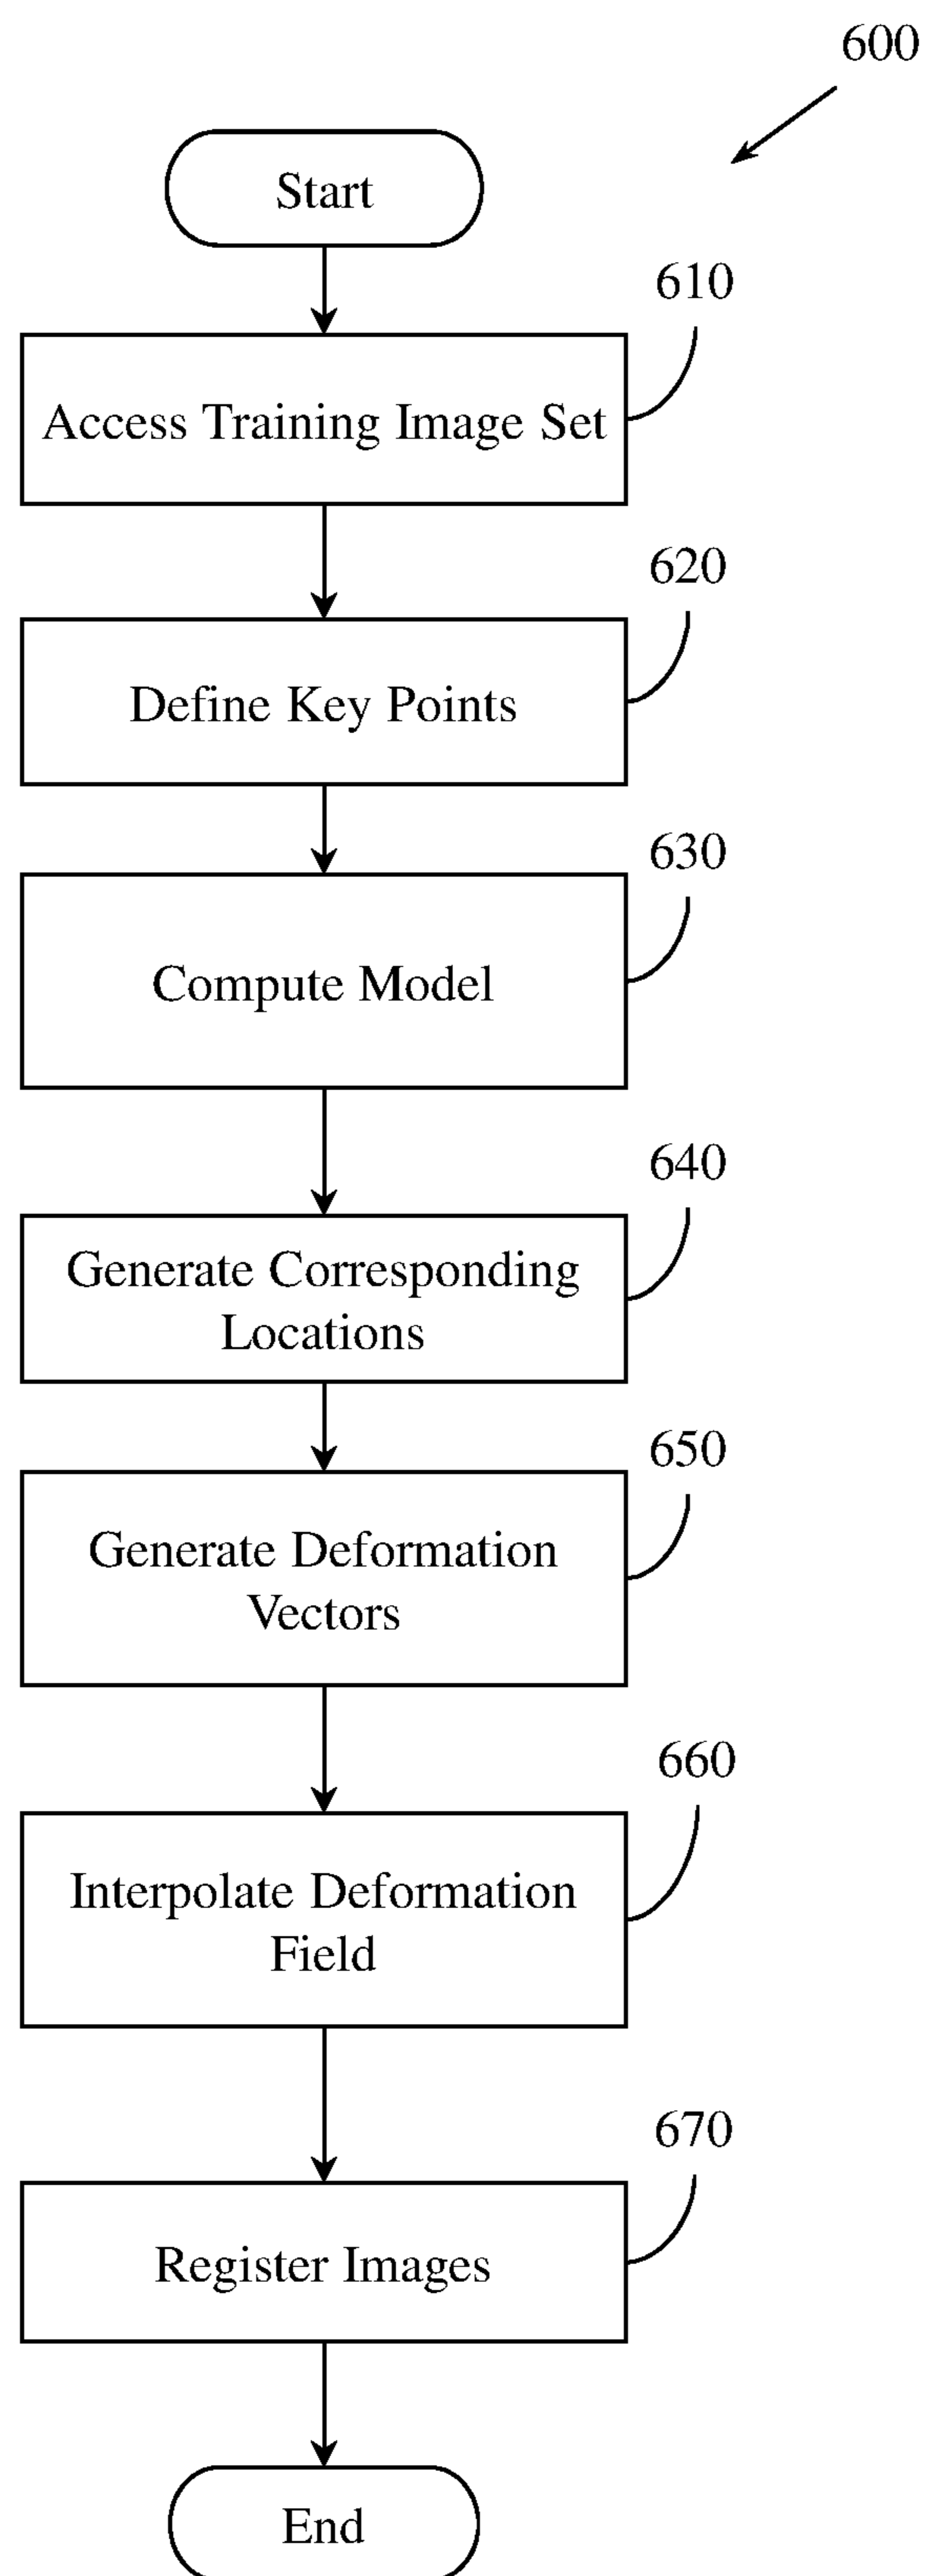 600
Start
610
Access Training Image Set
620
Define Key Points
630
Compute Model
640
Generate Corresponding
Locations
650
Generate Deformation
Vectors
660
Interpolate Deformation
Field
670
Register Images
End